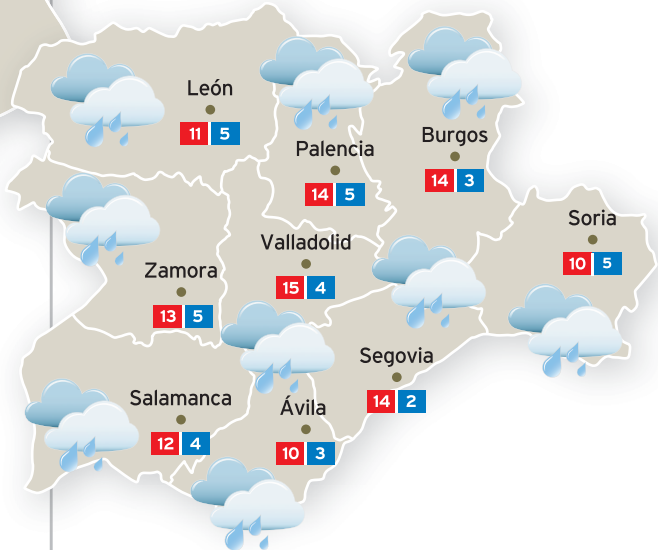 León
11 5
Palencia
14 5
Burgos
14 3
Soria
10 5
Valladolid
15 4
Zamora
13 5
Segovia
14 2
Salamanca
12 4
Ávila
10 3